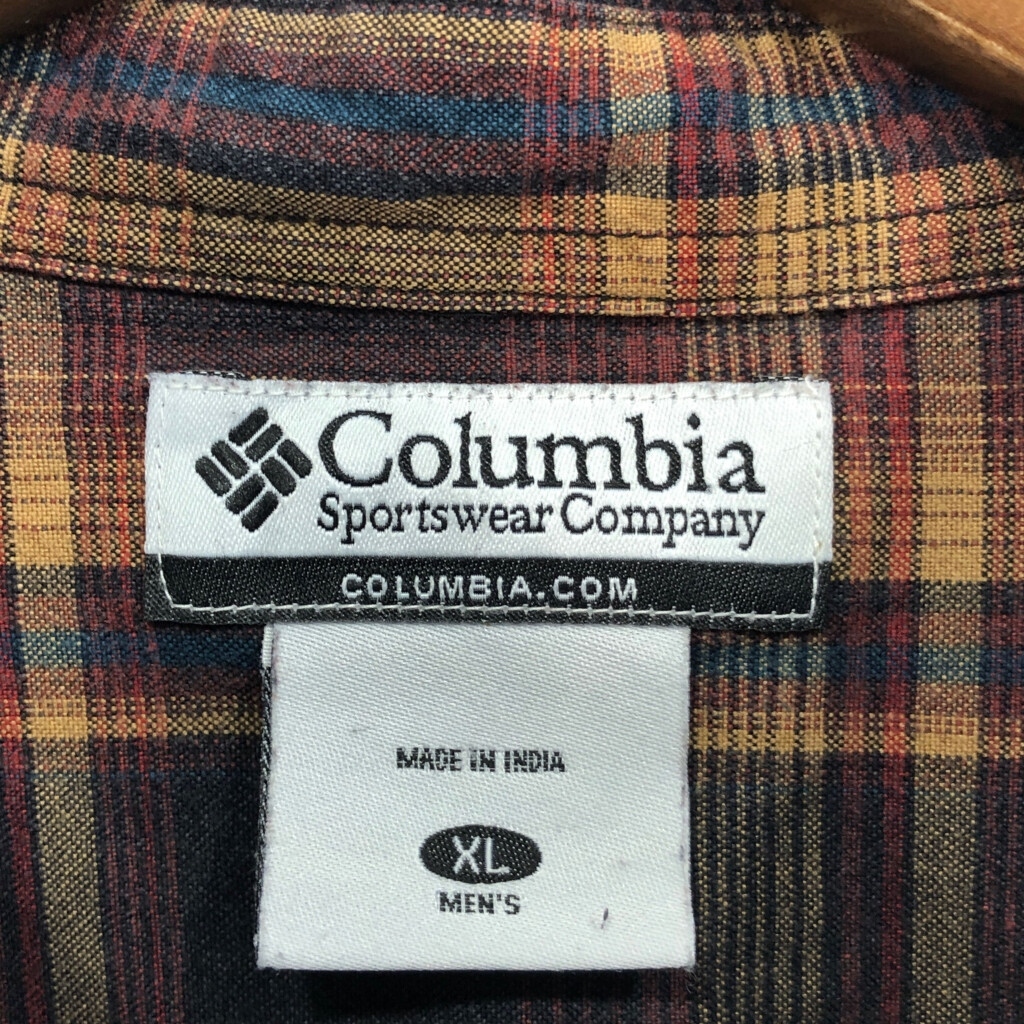 Columbia
Sportswear Company
COLUMBIA.COM
MADE IN INDIA
XL
MEN'S